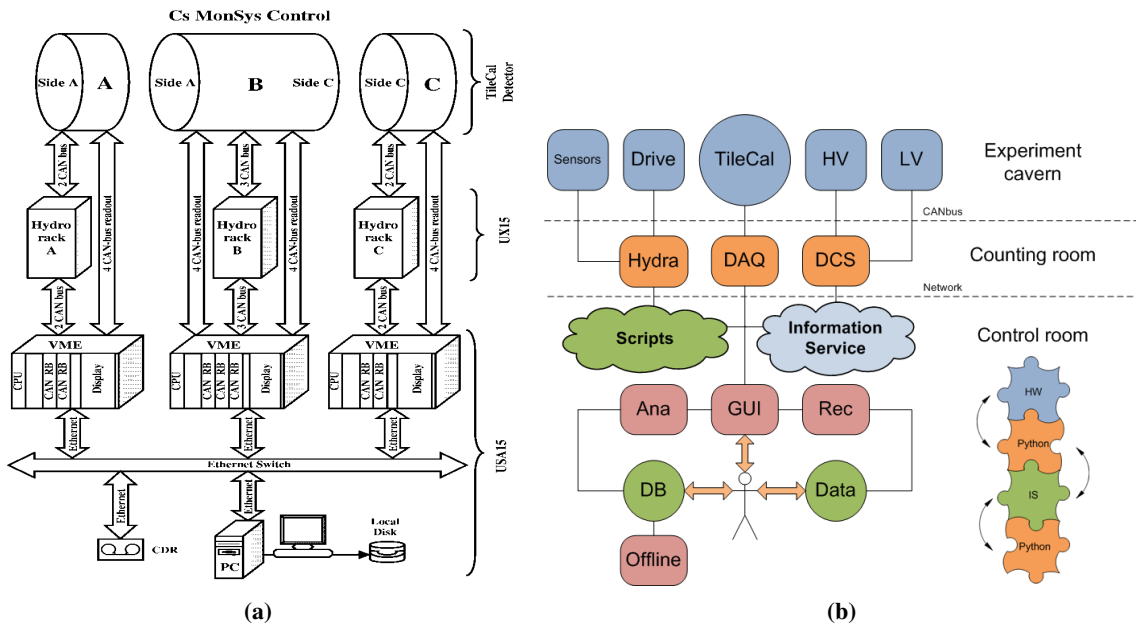 Cs MonSys Control
Side A
A
Side A
B
Side C
Side C
C
TileCal
Detector
2 CAN bus
4 CAN-bus readout
4 CAN-bus readout
3 CAN bus
4 CAN-bus readout
2 CAN bus
4 CAN-bus readout
Hydro
rack
A
Hydro
rack
B
Hydro
rack
C
UX15
2 CAN bus
3 CAN bus
2 CAN bus
VME
CPU
CAN RB
CAN RB
Display
VME
CPU
CAN RB
CAN RB
CAN RB
Display
VME
CPU
CAN RB
CAN RB
Display
Ethernet
Ethernet
Ethernet
Ethernet Switch
USA15
Ethernet
Ethernet
CDR
PC
Local
Disk
(a)
Sensors
Drive
TileCal
HV
LV
Experiment
cavern
CANbus
Hydra
DAQ
DCS
Counting room
Network
Scripts
Information
Service
Control room
Ana
GUI
Rec
DB
Data
Offline
HW
Python
IS
Python
(b)